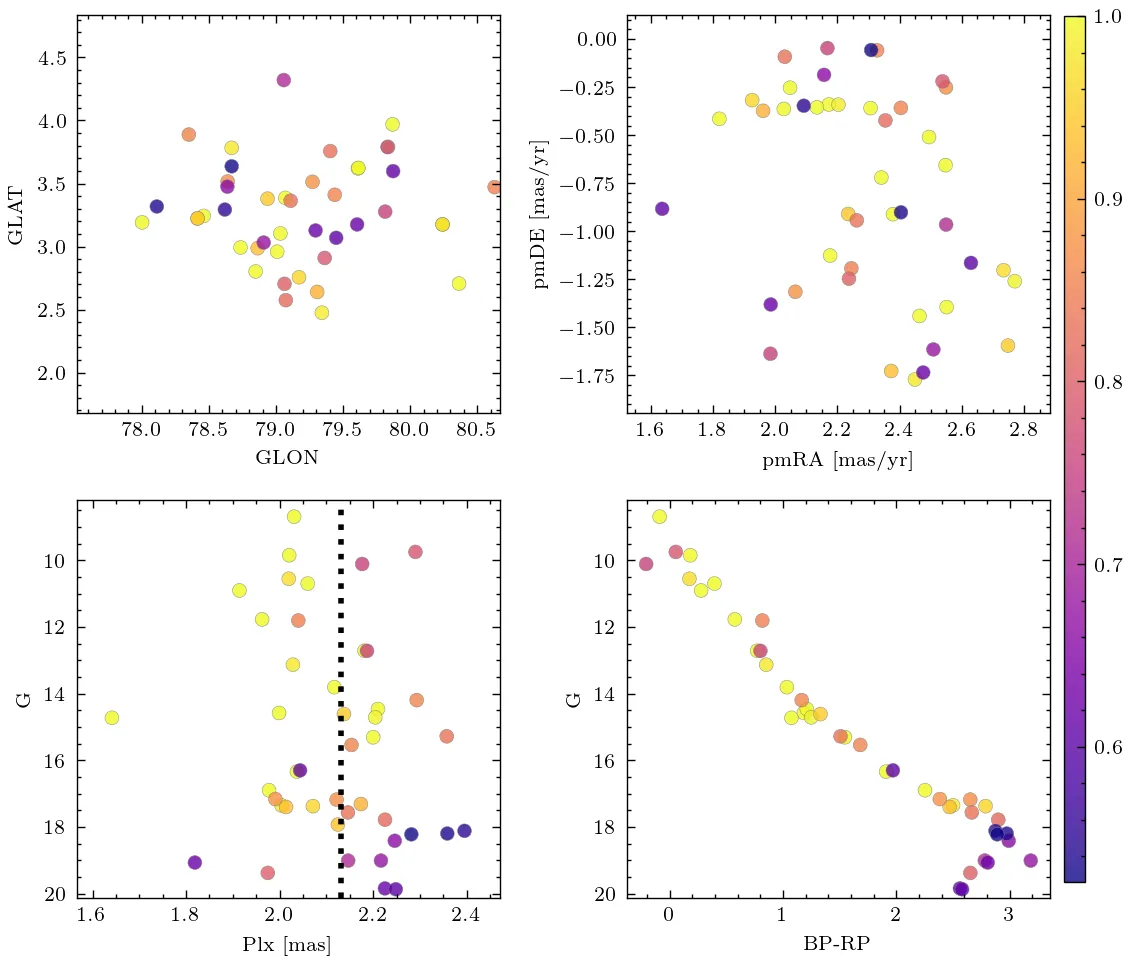 4.5
4.0
3.5
3.0
2.5
2.0
GLAT
78.0 78.5 79.0 79.5 80.0 80.5
GLON
0.00
−0.25
−0.50
−0.75
−1.00
−1.25
−1.50
−1.75
pmDE [mas/yr]
1.6 1.8 2.0 2.2 2.4 2.6 2.8
pmRA [mas/yr]
1.0
0.9
0.8
0.7
0.6
10
12
14
16
18
20
G
1.6 1.8 2.0 2.2 2.4
Plx [mas]
10
12
14
16
18
20
G
0 1 2 3
BP-RP